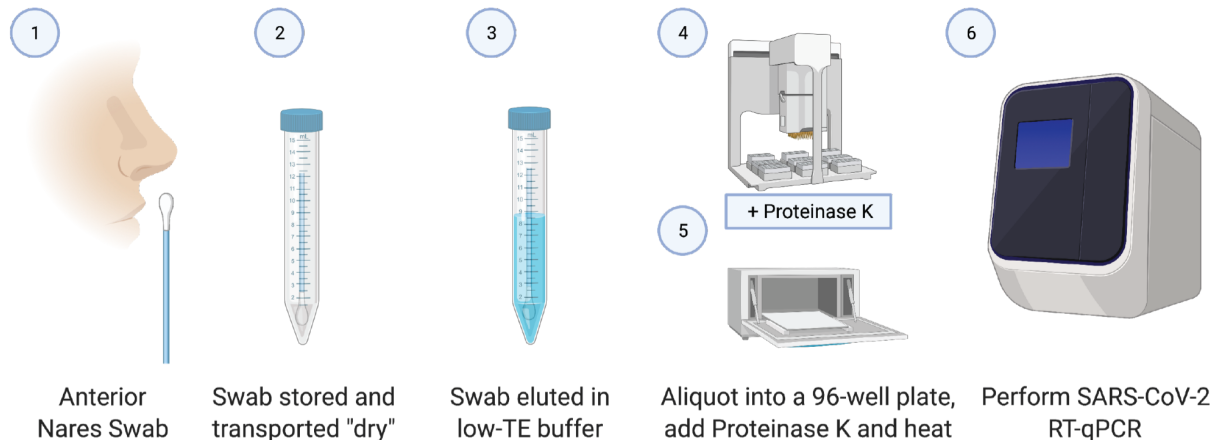 1
2
3
4
6
+ Proteinase K
5
Anterior
Nares Swab
Swab stored and
transported "dry"
Swab eluted in
low-TE buffer
Aliquot into a 96-well plate,
add Proteinase K and heat
Perform SARS-CoV-2
RT-qPCR